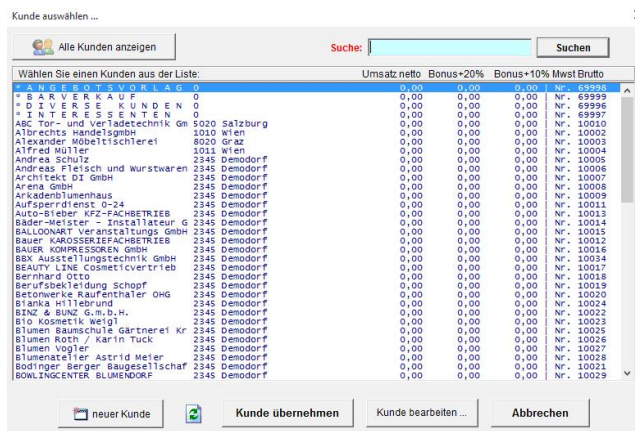 Kunde auswählen ...
Alle Kunden anzeigen
Suche:
Suchen
Wählen Sie einen Kunden aus der Liste: Umsatz netto Bonus+20% Bonus+10% Mwst Brutto
* A N G E B O T S V O R L A G 0 0,00 0,00 0,00 | Nr. 69998
* B A R V E R K A U F 0 0,00 0,00 0,00 | Nr. 69999
* D I V E R S E K U N D E N 0 0,00 0,00 0,00 | Nr. 69996
* I N T E R E S S E N T E N 0 0,00 0,00 0,00 | Nr. 69997
ABC Tor- und Verladetechnik Gm 5020 Salzburg 0,00 0,00 0,00 | Nr. 10010
Albrechts HandelsgmbH 1010 Wien 0,00 0,00 0,00 | Nr. 10002
Alexander Möbeltischlerei 8020 Graz 0,00 0,00 0,00 | Nr. 10003
Alfred Müller 1011 Wien 0,00 0,00 0,00 | Nr. 10004
Andrea Schulz 2345 Demodorf 0,00 0,00 0,00 | Nr. 10005
Andreas Fleisch und Wurstwaren 2345 Demodorf 0,00 0,00 0,00 | Nr. 10006
Architekt DI GmbH 2345 Demodorf 0,00 0,00 0,00 | Nr. 10007
Arena GmbH 2345 Demodorf 0,00 0,00 0,00 | Nr. 10008
Arkadenblumenhaus 2345 Demodorf 0,00 0,00 0,00 | Nr. 10009
Aufsperrdienst 0-24 2345 Demodorf 0,00 0,00 0,00 | Nr. 10011
Auto-Bieber KFZ-FACHBETRIEB 2345 Demodorf 0,00 0,00 0,00 | Nr. 10013
Bäder-Meister - Installateur G 2345 Demodorf 0,00 0,00 0,00 | Nr. 10014
BALLOONART Veranstaltungs GmbH 2345 Demodorf 0,00 0,00 0,00 | Nr. 10015
Bauer KAROSSERIEFACHBETRIEB 2345 Demodorf 0,00 0,00 0,00 | Nr. 10012
BAUER KOMPRESSOREN GmbH 2345 Demodorf 0,00 0,00 0,00 | Nr. 10016
BBX Ausstellungstechnik GmbH 2345 Demodorf 0,00 0,00 0,00 | Nr. 10034
BEAUTY LINE Cosmeticvertrieb 2345 Demodorf 0,00 0,00 0,00 | Nr. 10017
Bernhard Otto 2345 Demodorf 0,00 0,00 0,00 | Nr. 10018
Berufsbekleidung Schopf 2345 Demodorf 0,00 0,00 0,00 | Nr. 10019
Betonwerke Raufenthaler OHG 2345 Demodorf 0,00 0,00 0,00 | Nr. 10020
Bianka Hillebrund 2345 Demodorf 0,00 0,00 0,00 | Nr. 10024
BINZ & BUNZ G.m.b.H. 2345 Demodorf 0,00 0,00 0,00 | Nr. 10022
Bio Kosmetik Weigl 2345 Demodorf 0,00 0,00 0,00 | Nr. 10023
Blumen Baumschule Gärtnerei Kr 2345 Demodorf 0,00 0,00 0,00 | Nr. 10025
Blumen Roth / Karin Tuck 2345 Demodorf 0,00 0,00 0,00 | Nr. 10026
Blumen Vogler 2345 Demodorf 0,00 0,00 0,00 | Nr. 10027
Blumenatelier Astrid Meier 2345 Demodorf 0,00 0,00 0,00 | Nr. 10028
Bodinger Berger Baugesellschaf 2345 Demodorf 0,00 0,00 0,00 | Nr. 10021
BOWLINGCENTER BLUMENDORF 2345 Demodorf 0,00 0,00 0,00 | Nr. 10029
neuer Kunde
Kunde übernehmen
Kunde bearbeiten ...
Abbrechen